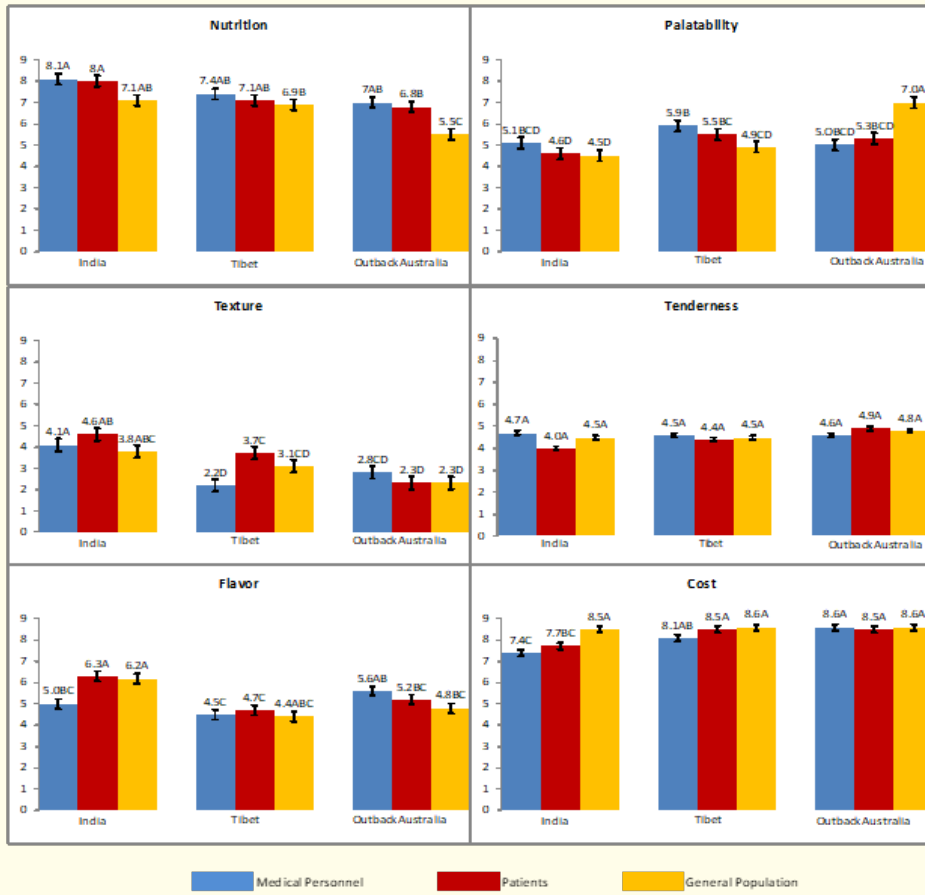 Nutrition
9
8
7
6
5
4
3
2
1
0
8.1A 8A 7.1AB
7.4AB 7.1AB 6.9B
7AB 6.8B 5.5C
India Tibet Outback Australia
Palatability
9
8
7
6
5
4
3
2
1
0
5.1BCD 4.6D 4.5D
5.9B 5.5BC 4.9CD
5.0BCD 5.3BCD 7.0A
India Tibet Outback Australia
Texture
9
8
7
6
5
4
3
2
1
0
4.1A 4.6AB 3.8ABC
2.2D 3.7C 3.1CD
2.8CD 2.3D 2.3D
India Tibet Outback Australia
Tenderness
9
8
7
6
5
4
3
2
1
0
4.7A 4.0A 4.5A
4.5A 4.4A 4.5A
4.6A 4.9A 4.8A
India Tibet Outback Australia
Flavor
9
8
7
6
5
4
3
2
1
0
5.0BC 6.3A 6.2A
4.5C 4.7C 4.4ABC
5.6AB 5.2BC 4.8BC
India Tibet Outback Australia
Cost
9
8
7
6
5
4
3
2
1
0
7.4C 7.7BC 8.5A
8.1AB 8.5A 8.6A
8.6A 8.5A 8.6A
India Tibet Outback Australia
Medical Personnel Patients General Population